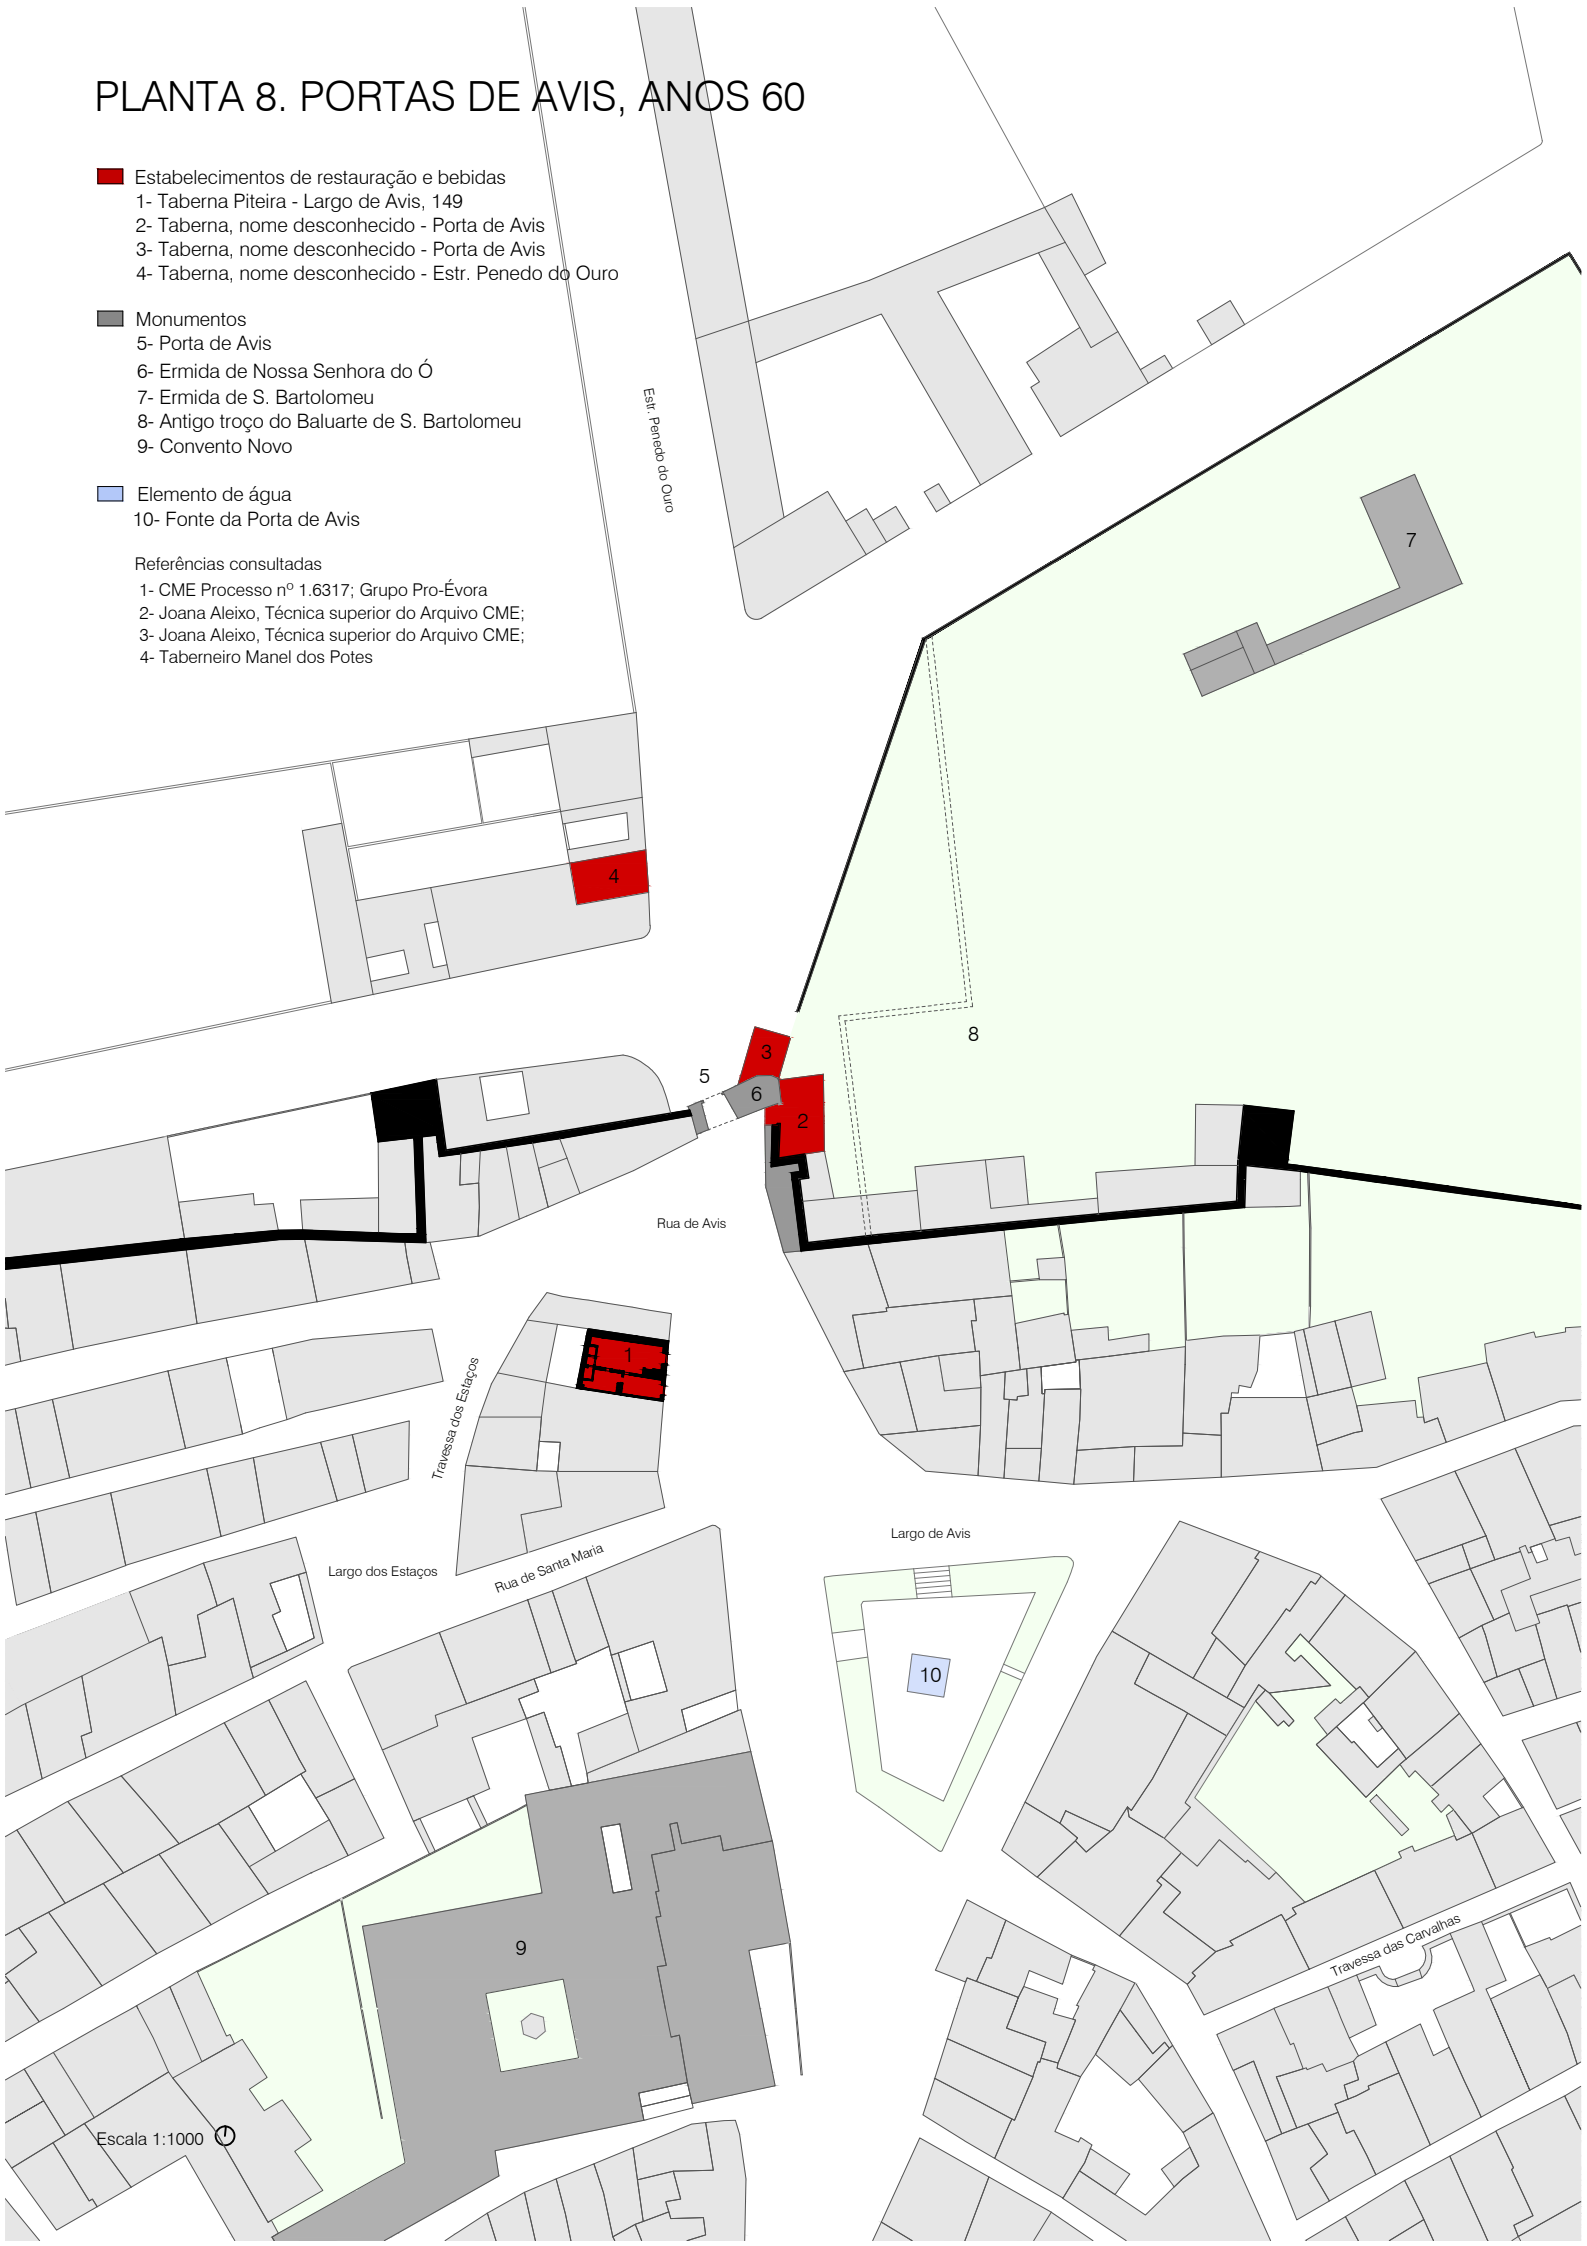 PLANTA 8. PORTAS DE AVIS, ANOS 60
Estabelecimentos de restauração e bebidas
1- Taberna Piteira - Largo de Avis, 149
2- Taberna, nome desconhecido - Porta de Avis
3- Taberna, nome desconhecido - Porta de Avis
4- Taberna, nome desconhecido - Estr. Penedo do Ouro
Monumentos
5- Porta de Avis
6- Ermida de Nossa Senhora do Ó
7- Ermida de S. Bartolomeu
8- Antigo troço do Baluarte de S. Bartolomeu
9- Convento Novo
Elemento de água
10- Fonte da Porta de Avis
Referências consultadas
1- CME Processo nº 1.6317; Grupo Pro-Évora
2- Joana Aleixo, Técnica superior do Arquivo CME;
3- Joana Aleixo, Técnica superior do Arquivo CME;
4- Taberneiro Manel dos Potes
Estr. Penedo do Ouro
7
4
8
3
5
6
2
Rua de Avis
1
Travessa dos Estaços
Largo de Avis
Largo dos Estaços
Rua de Santa Maria
10
9
Travessa das Carvalhas
Escala 1:1000